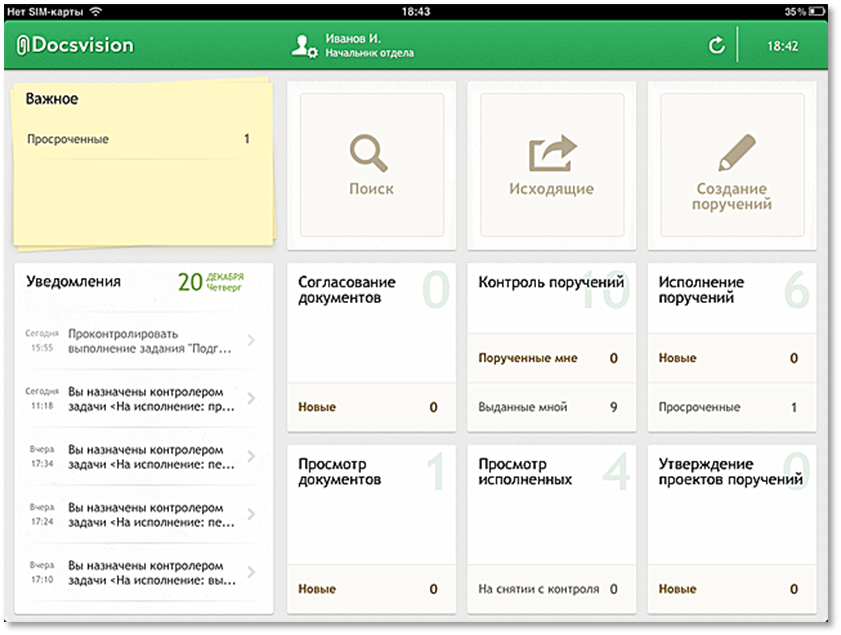 Нет SIM-карты 18:43 35 %
Docsvision Иванов И. 18:42
Начальник отдела
Важное
Просроченные 1
Поиск
Исходящие
Создание
поручений
Уведомления 20 ДЕКАБРЯ
Четверг
Сегодня
15:55
Проконтролировать
выполнение задания "Подг...
Сегодня
11:18
Вы назначены контролером
задачи <На исполнение: пр...
Вчера
17:34
Вы назначены контролером
задачи <На исполнение: пе...
Вчера
17:24
Вы назначены контролером
задачи <На исполнение: пе...
Вчера
17:10
Вы назначены контролером
задачи <На исполнение: вы...
Согласование
документов 0
Новые 0
Контроль поручений 10
Порученные мне 0
Выданные мной 9
Исполнение
поручений 6
Новые 0
Просроченные 1
Просмотр
документов 1
Новые 0
Просмотр
исполненных 4
На снятии с контроля 0
Утверждение
проектов поручений 0
Новые 0